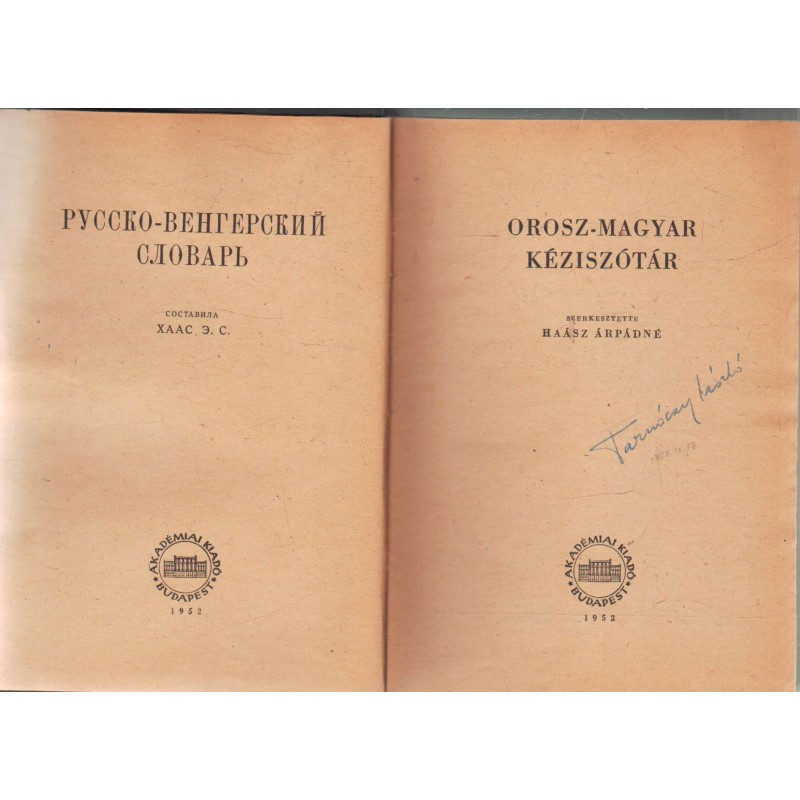 РУССКО-ВЕНГЕРСКИЙ
СЛОВАРЬ
СОСТАВИЛА
ХААС Э. С.
AKADÉMIAI KIADÓ
BUDAPEST
1952
OROSZ-MAGYAR
KÉZISZÓTÁR
SZERKESZTETTE
HAÁSZ ÁRPÁDNÉ
Tarnóczy
AKADÉMIAI KIADÓ
BUDAPEST
1952